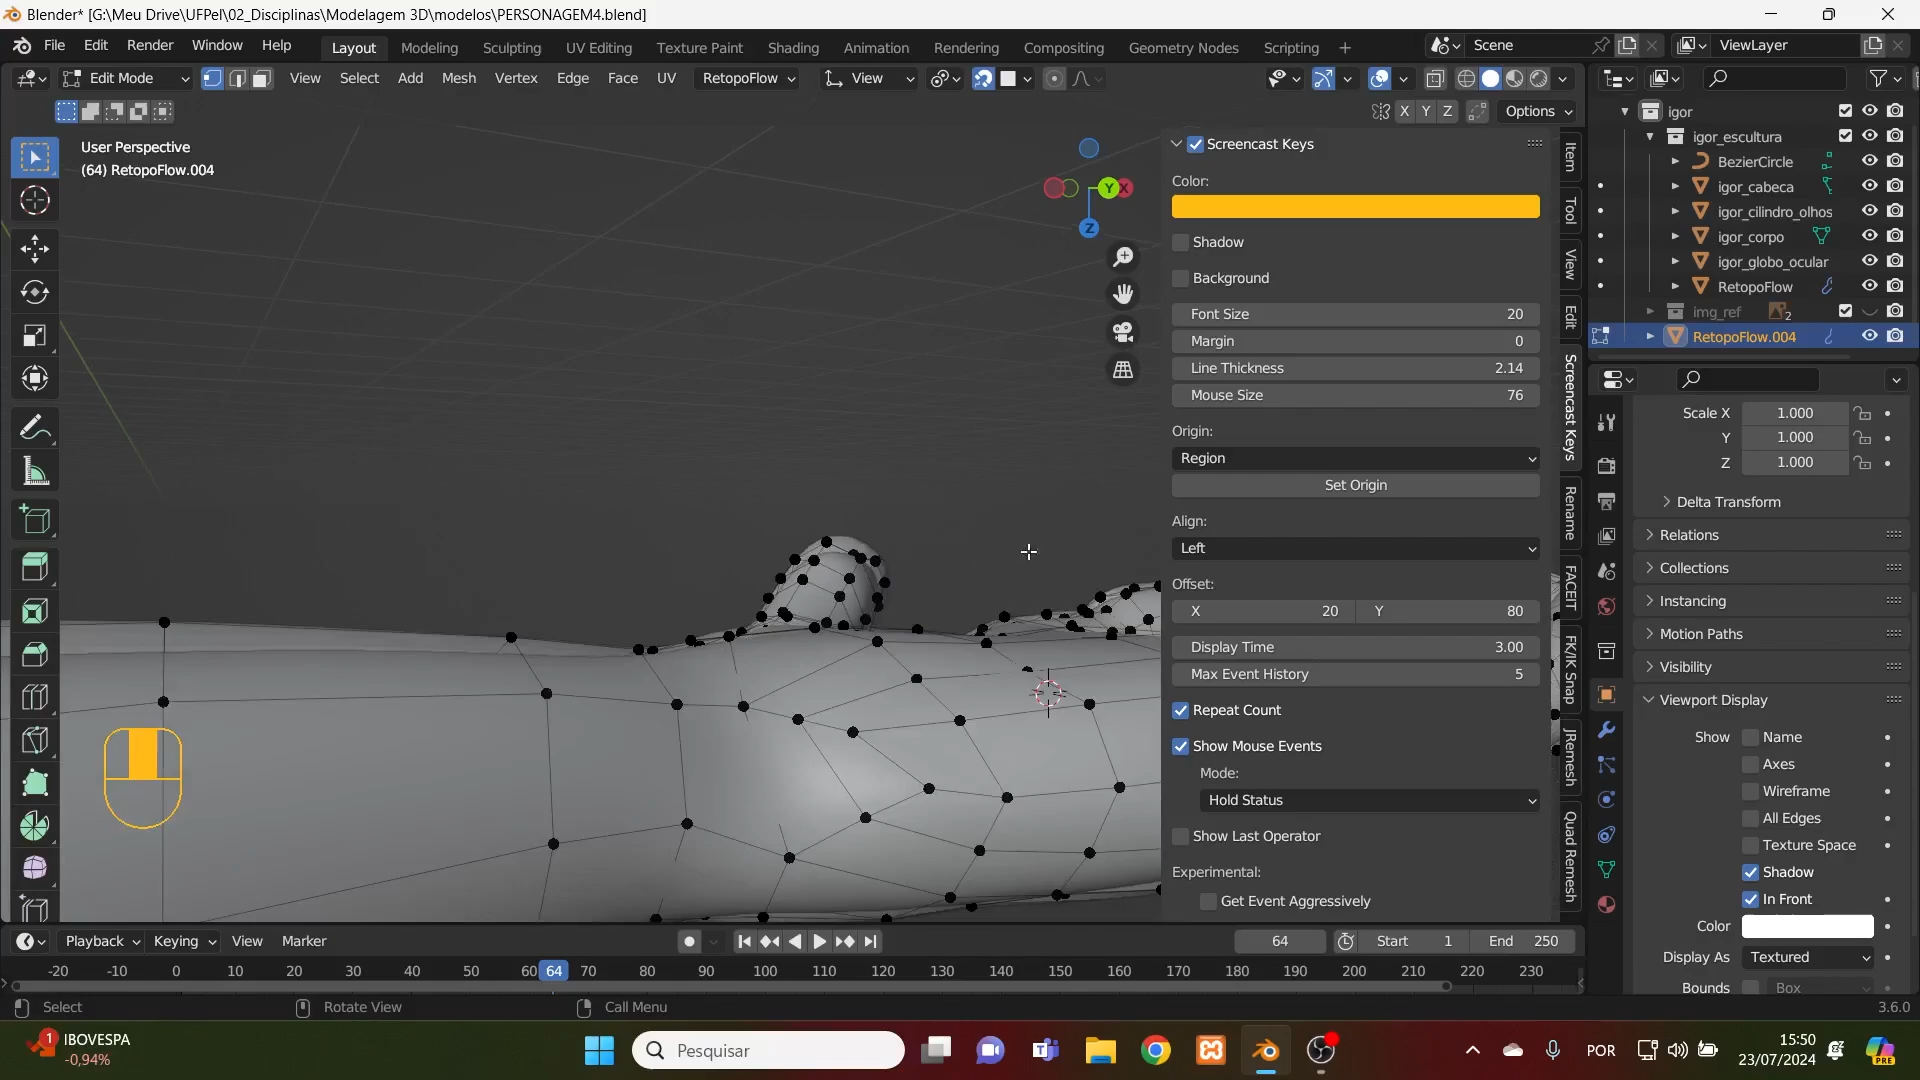 Blender* [G:\Meu Drive\UFPel\02_Disciplinas\Modelagem 3D\modelos\PERSONAGEM4.blend]
File Edit Render Window Help Layout Modeling Sculpting UV Editing Texture Paint Shading Animation Rendering Compositing Geometry Nodes Scripting + Scene ViewLayer
Edit Mode View Select Add Mesh Vertex Edge Face UV RetopoFlow View
X Y Z Options
User Perspective
(64) RetopoFlow.004
Y X
Z
Screencast Keys
Color:
Shadow
Background
Font Size 20
Margin 0
Line Thickness 2.14
Mouse Size 76
Origin:
Region
Set Origin
Align:
Left
Offset:
X 20 Y 80
Display Time 3.00
Max Event History 5
Repeat Count
Show Mouse Events
Mode:
Hold Status
Show Last Operator
Experimental:
Get Event Aggressively
Item
Tool
View
Edit
Screencast Keys
Rename
FACEIT
FK/IK Snap
JRemesh
Quad Remesh
igor
igor_escultura
BezierCircle
igor_cabeca
igor_cilindro_olhos
igor_corpo
igor_globo_ocular
RetopoFlow
img_ref 2
RetopoFlow.004
Scale X 1.000
Y 1.000
Z 1.000
Delta Transform
Relations
Collections
Instancing
Motion Paths
Visibility
Viewport Display
Show Name
Axes
Wireframe
All Edges
Texture Space
Shadow
In Front
Color
Display As Textured
Bounds Box
Playback Keying View Marker 64 Start 1 End 250
-20 -10 0 10 20 30 40 50 60 64 70 80 90 100 110 120 130 140 150 160 170 180 190 200 210 220 230
Select Rotate View Call Menu 3.6.0
1 IBOVESPA
-0,94%
Pesquisar
POR
15:50
23/07/2024
PRE